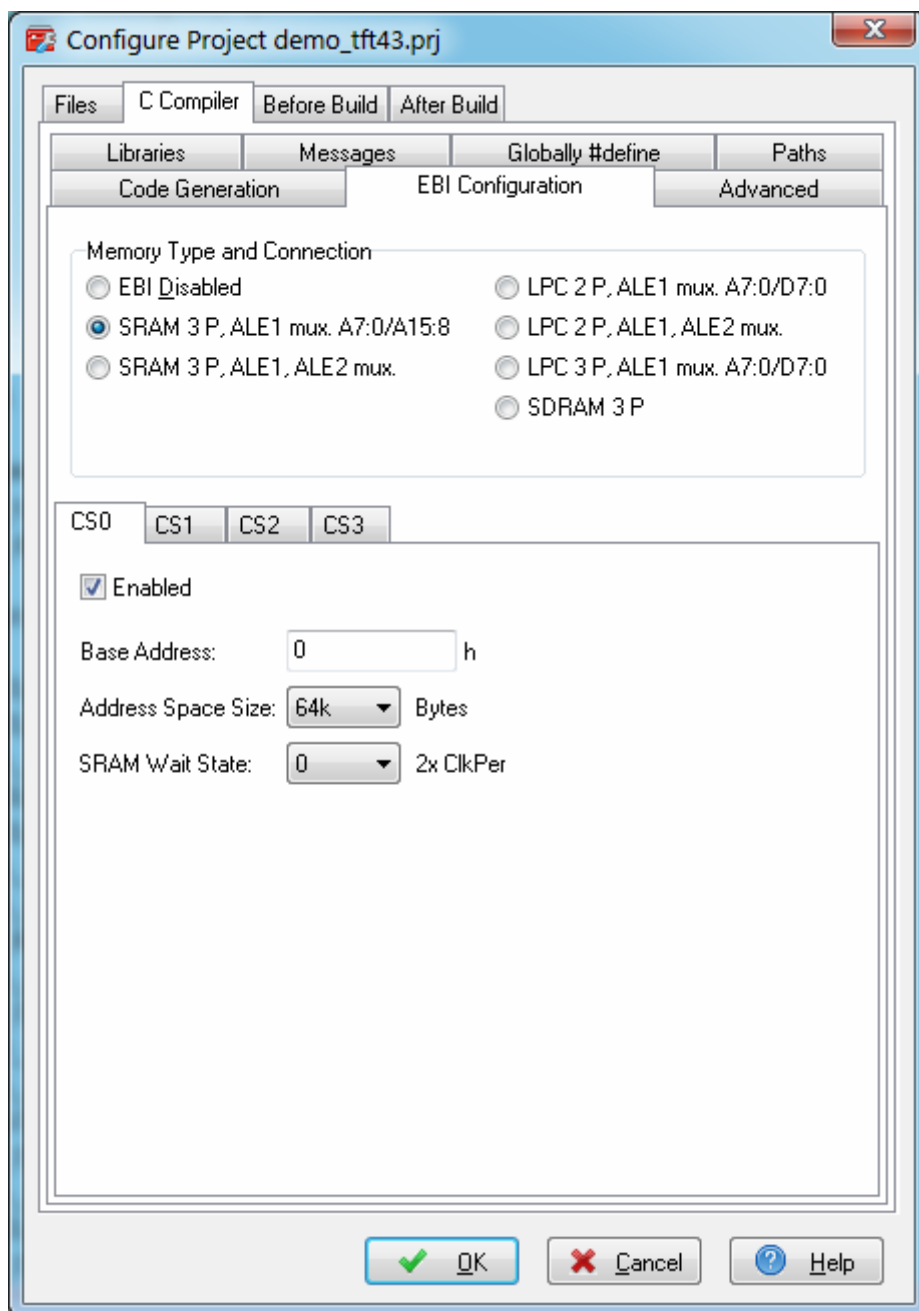 Configure Project demo_tft43.prj
Files C Compiler Before Build After Build
Libraries Messages Globally #define Paths
Code Generation EBI Configuration Advanced
Memory Type and Connection
EBI Disabled LPC 2 P, ALE1 mux. A7:0/D7:0
SRAM 3 P, ALE1 mux. A7:0/A15:8 LPC 2 P, ALE1, ALE2 mux.
SRAM 3 P, ALE1, ALE2 mux. LPC 3 P, ALE1 mux. A7:0/D7:0
SDRAM 3 P
CS0 CS1 CS2 CS3
Enabled
Base Address: 0 h
Address Space Size: 64k Bytes
SRAM Wait State: 0 2x ClkPer
OK Cancel Help